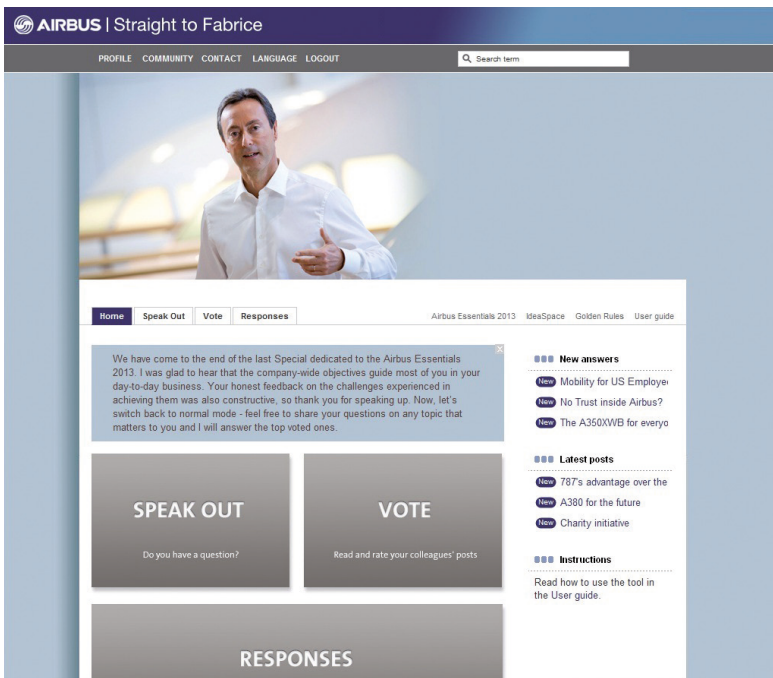 AIRBUS | Straight to Fabrice
PROFILE COMMUNITY CONTACT LANGUAGE LOGOUT
Search term
Home Speak Out Vote Responses
Airbus Essentials 2013 IdeaSpace Golden Rules User guide
We have come to the end of the last Special dedicated to the Airbus Essentials
2013. I was glad to hear that the company-wide objectives guide most of you in your
day-to-day business. Your honest feedback on the challenges experienced in
achieving them was also constructive, so thank you for speaking up. Now, let's
switch back to normal mode - feel free to share your questions on any topic that
matters to you and I will answer the top voted ones.
SPEAK OUT
Do you have a question?
VOTE
Read and rate your colleagues' posts
RESPONSES
New answers
New Mobility for US Employe
New No Trust inside Airbus?
New The A350XWB for everyo
Latest posts
New 787's advantage over the
New A380 for the future
New Charity initiative
Instructions
Read how to use the tool in
the User guide.